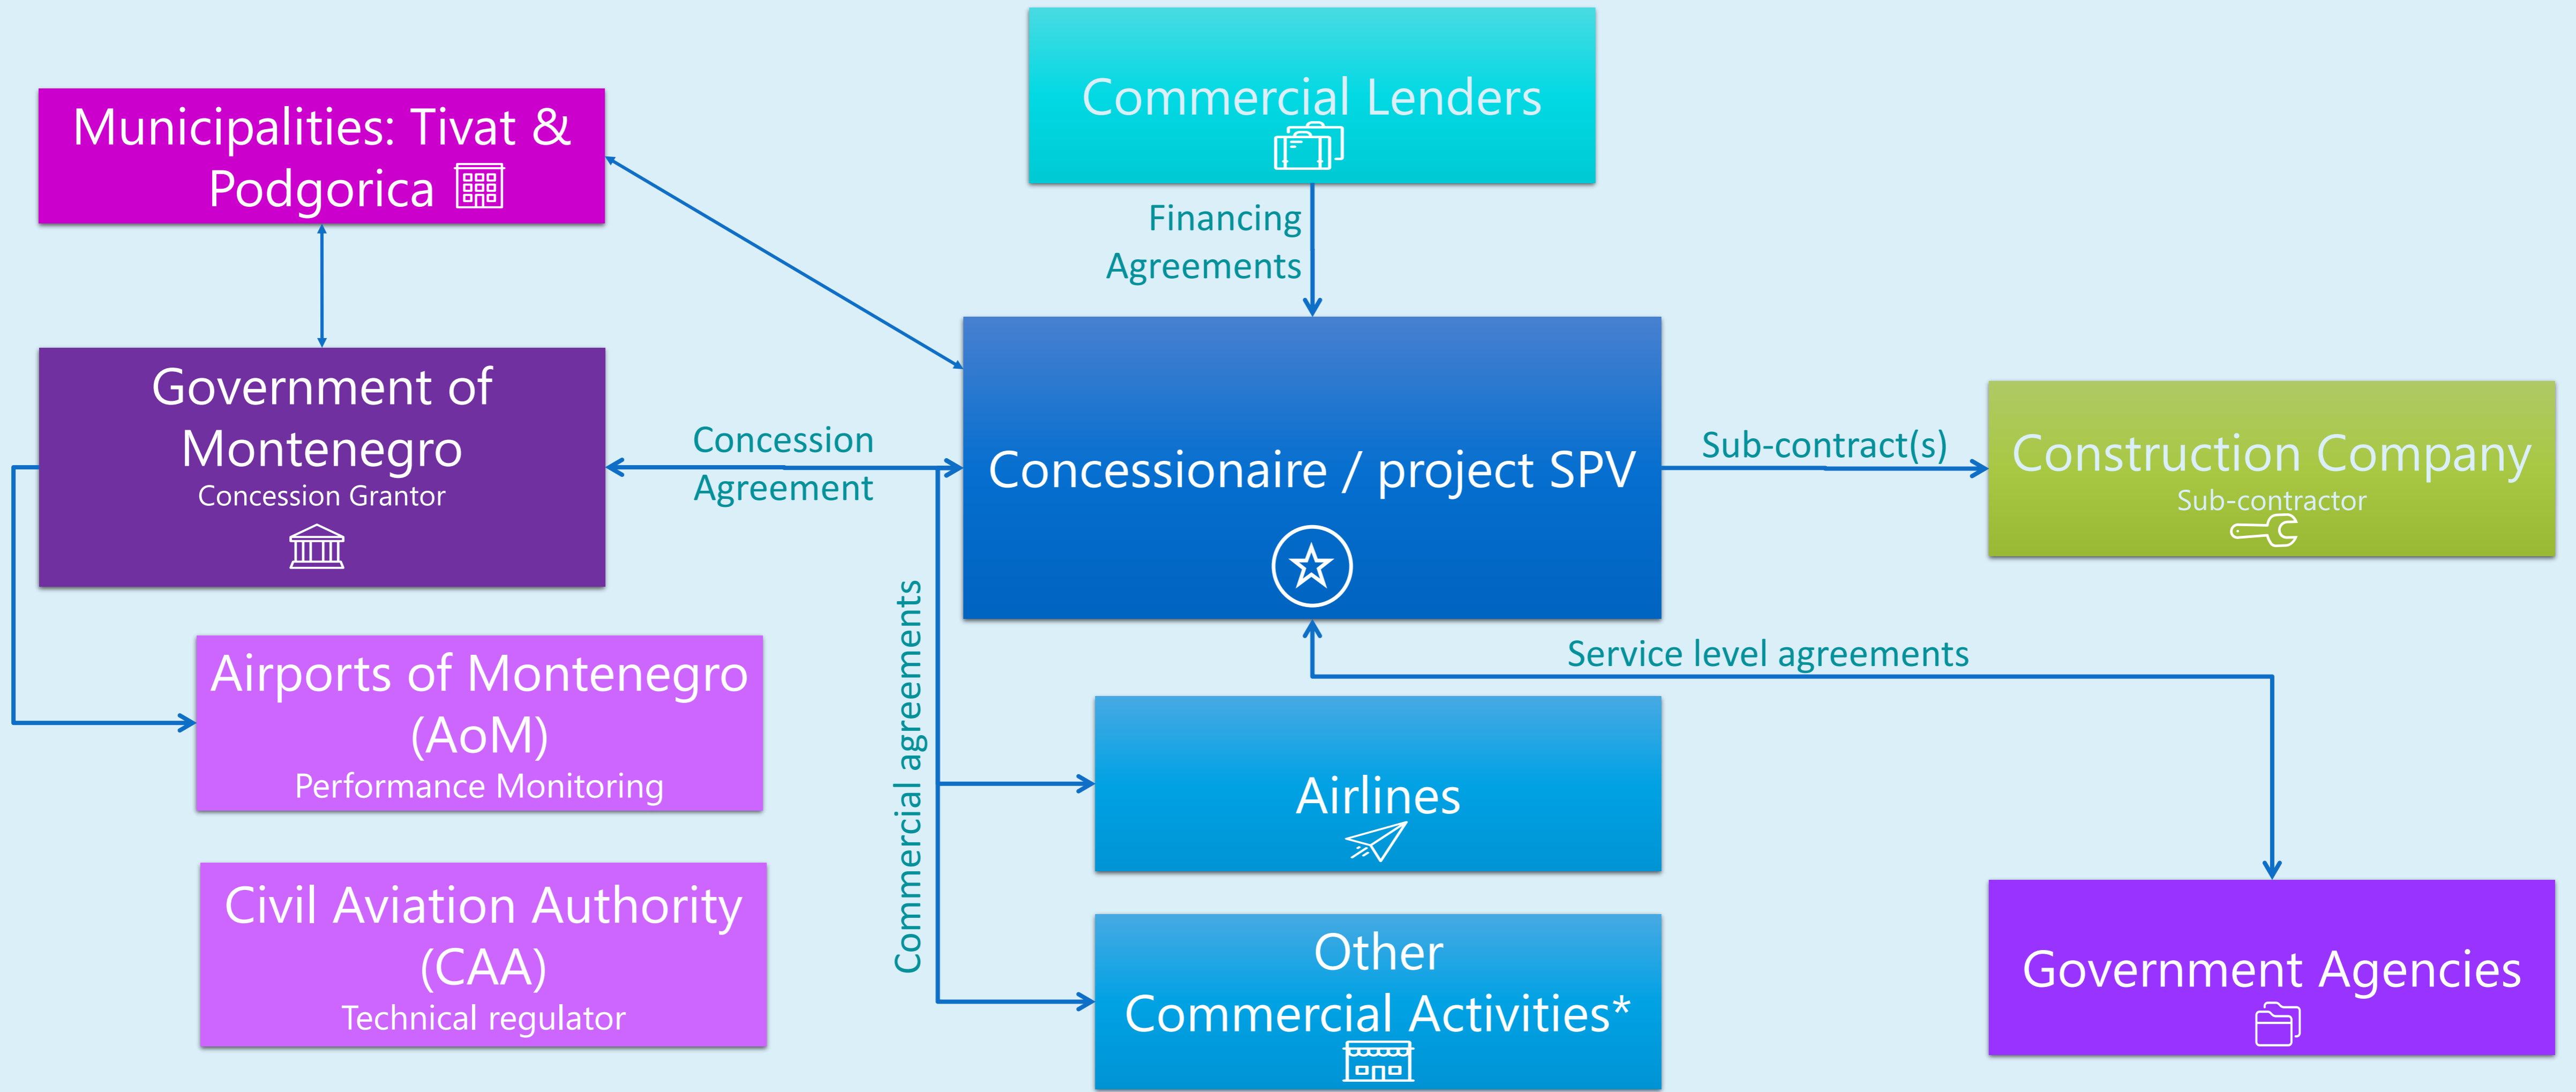 Commercial Lenders
Municipalities: Tivat &
Podgorica
Financing
Agreements
Government of
Montenegro
Concession Grantor
Concession
Agreement
Concessionaire / project SPV
Sub-contract(s)
Construction Company
Sub-contractor
Commercial agreements
Service level agreements
Airports of Montenegro
(AoM)
Performance Monitoring
Airlines
Civil Aviation Authority
(CAA)
Technical regulator
Other
Commercial Activities*
Government Agencies